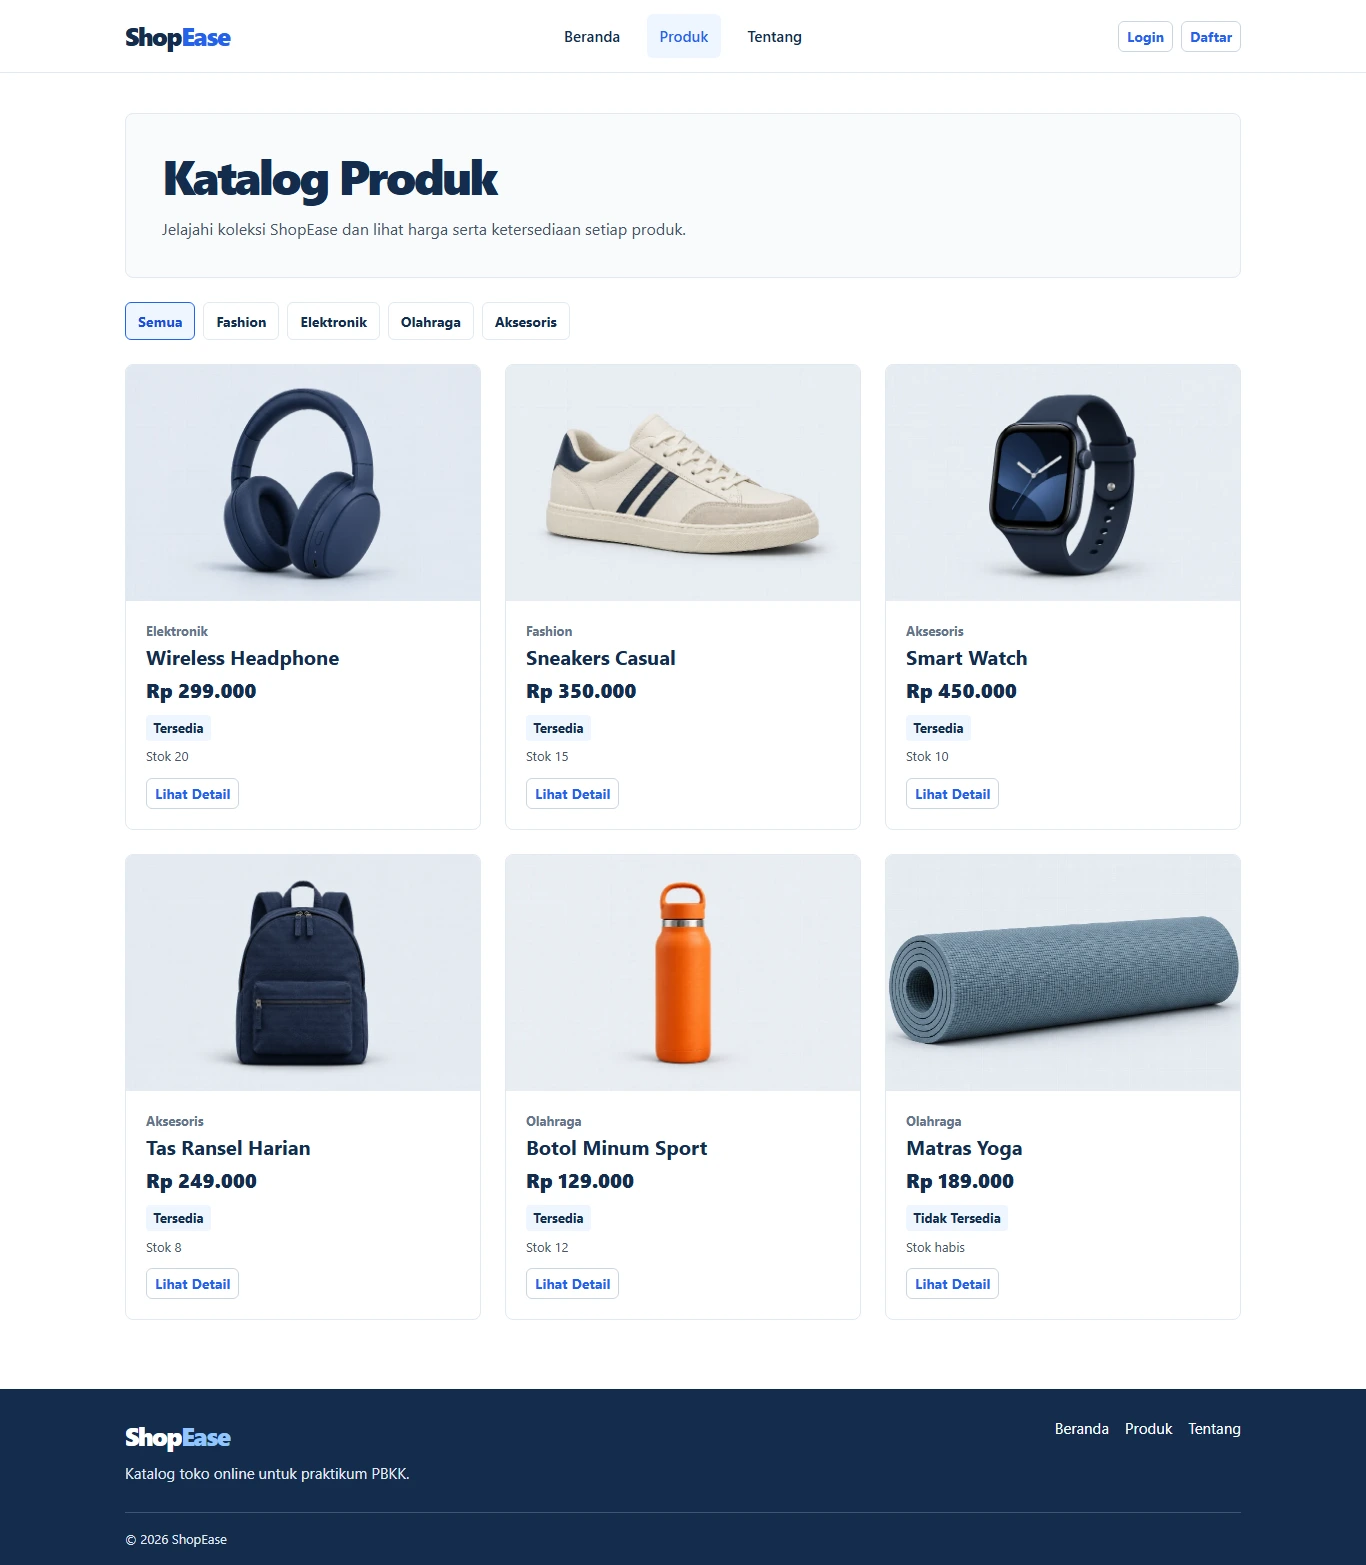 ShopEase
Beranda Produk Tentang
Login Daftar
Katalog Produk
Jelajahi koleksi ShopEase dan lihat harga serta ketersediaan setiap produk.
Semua Fashion Elektronik Olahraga Aksesoris
Elektronik
Wireless Headphone
Rp 299.000
Tersedia
Stok 20
Lihat Detail
Fashion
Sneakers Casual
Rp 350.000
Tersedia
Stok 15
Lihat Detail
Aksesoris
Smart Watch
Rp 450.000
Tersedia
Stok 10
Lihat Detail
Aksesoris
Tas Ransel Harian
Rp 249.000
Tersedia
Stok 8
Lihat Detail
Olahraga
Botol Minum Sport
Rp 129.000
Tersedia
Stok 12
Lihat Detail
Olahraga
Matras Yoga
Rp 189.000
Tidak Tersedia
Stok habis
Lihat Detail
ShopEase
Katalog toko online untuk praktikum PBKK.
Beranda Produk Tentang
© 2026 ShopEase